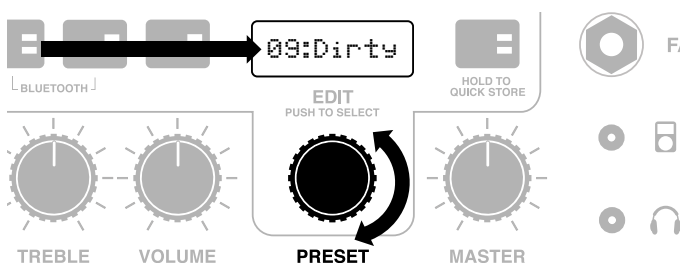 09:Dirty
BLUETOOTH
EDIT
PUSH TO SELECT
HOLD TO
QUICK STORE
TREBLE
VOLUME
PRESET
MASTER